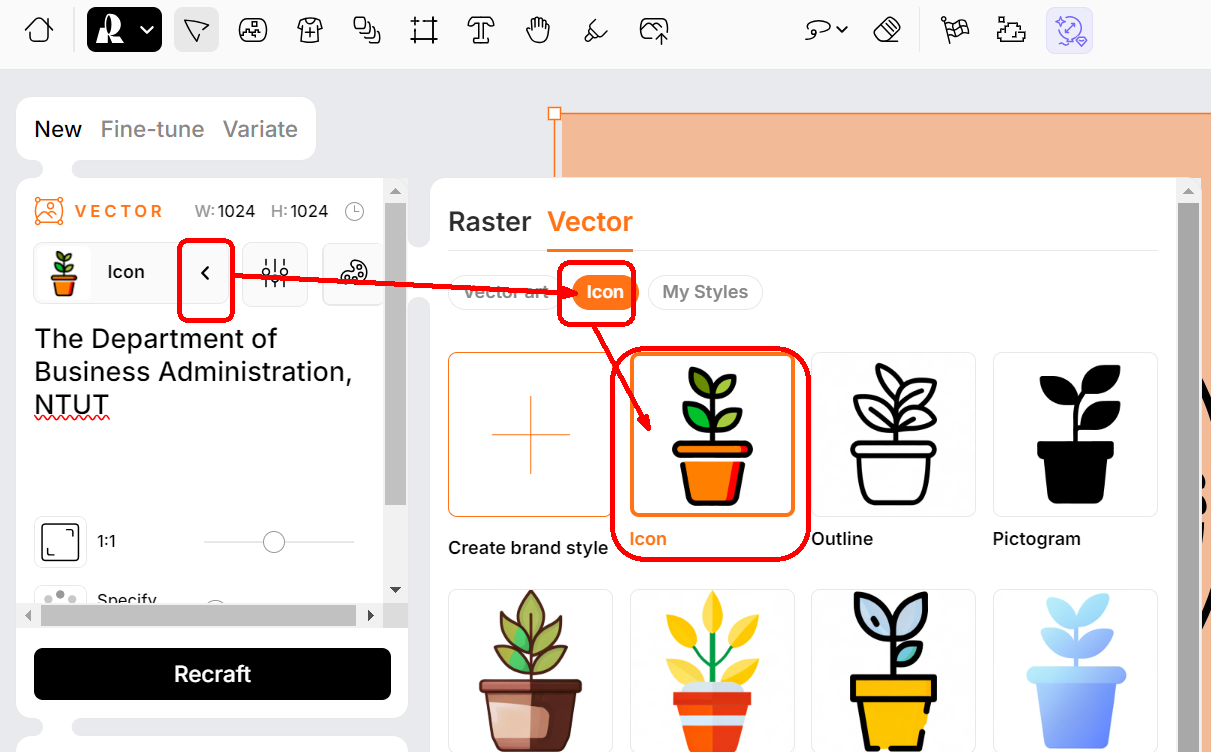 New Fine-tune Variate
VECTOR W: 1024 H: 1024
Icon
The Department of
Business Administration,
NTUT
1:1
Specify
Recraft
Raster Vector
Vector art Icon My Styles
Create brand style Icon Outline Pictogram